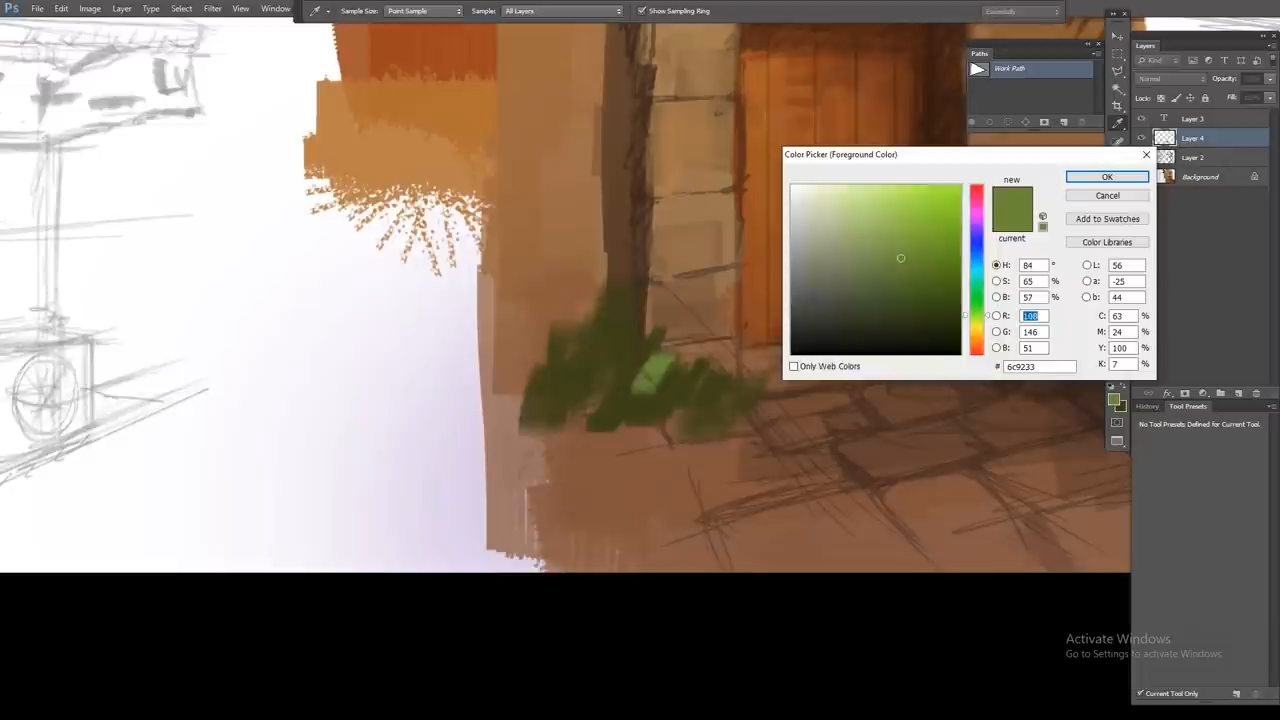 Ps File Edit Image Layer Type Select Filter View Window
Sample Size: Point Sample Sample: All Layers Show Sampling Ring Essentials
Paths
Work Path
Layers
Kind
Normal Opacity:
Lock: Fill:
Layer 3
Layer 4
Layer 2
Background
Color Picker (Foreground Color)
new
current
OK
Cancel
Add to Swatches
Color Libraries
H: 84 °
S: 65 %
B: 57 %
R: 108
G: 146
B: 51
L: 56
a: -25
b: 44
C: 63 %
M: 24 %
Y: 100 %
K: 7 %
# 6c9233
Only Web Colors
History Tool Presets
No Tool Presets Defined for Current Tool.
Activate Windows
Go to Settings to activate Windows.
Current Tool Only